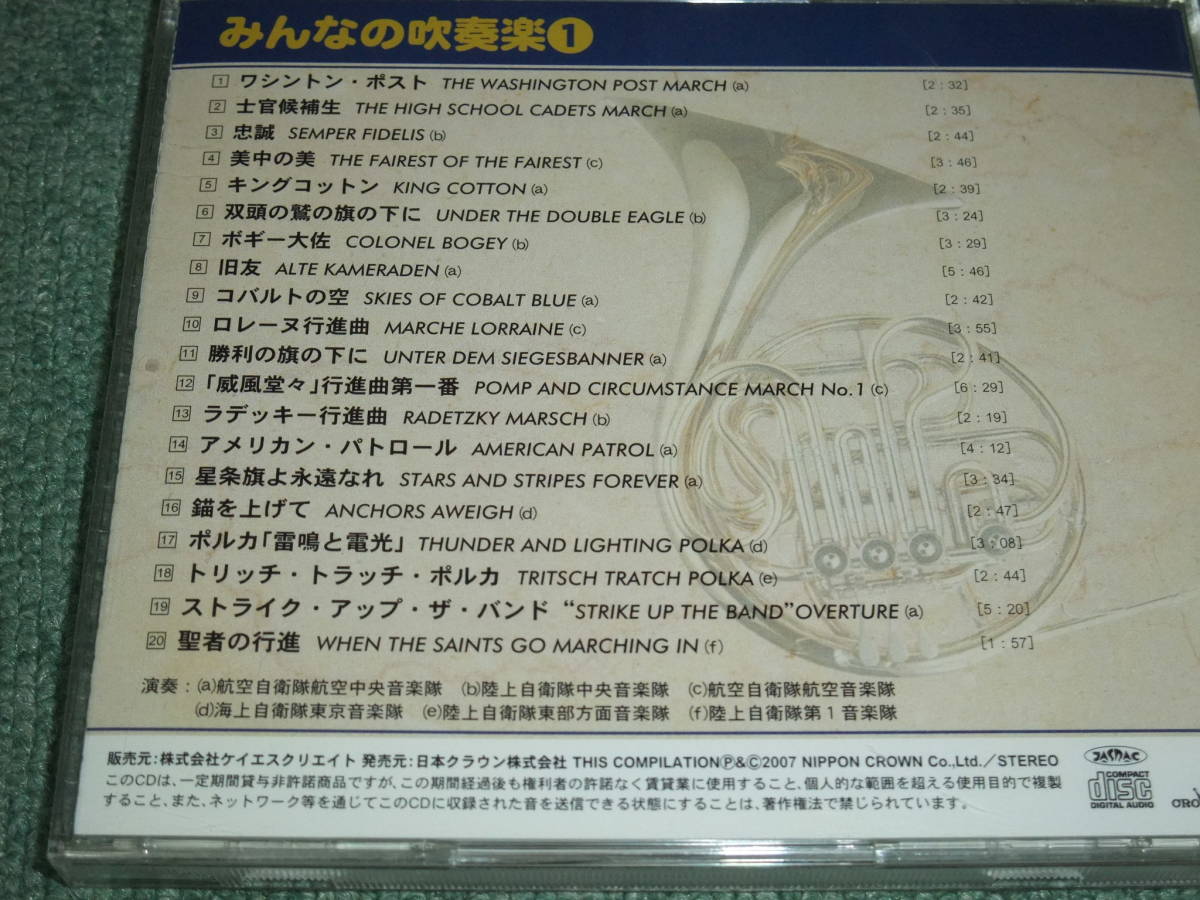 みんなの吹奏楽❶
1 ワシントン・ポスト THE WASHINGTON POST MARCH (a) [2:32]
2 士官候補生 THE HIGH SCHOOL CADETS MARCH (a) [2:35]
3 忠誠 SEMPER FIDELIS (b) [2:44]
4 美中の美 THE FAIREST OF THE FAIREST (c) [3:46]
5 キングコットン KING COTTON (a) [2:39]
6 双頭の鷲の旗の下に UNDER THE DOUBLE EAGLE (b) [3:24]
7 ボギー大佐 COLONEL BOGEY (b) [3:29]
8 旧友 ALTE KAMERADEN (a) [5:46]
9 コバルトの空 SKIES OF COBALT BLUE (a) [2:42]
10 ロレーヌ行進曲 MARCHE LORRAINE (c) [3:55]
11 勝利の旗の下に UNTER DEM SIEGESBANNER (a) [2:41]
12 「威風堂々」行進曲第一番 POMP AND CIRCUMSTANCE MARCH No.1 (c) [6:29]
13 ラデッキー行進曲 RADETZKY MARSCH (b) [2:19]
14 アメリカン・パトロール AMERICAN PATROL (a) [4:12]
15 星条旗よ永遠なれ STARS AND STRIPES FOREVER (a) [3:34]
16 錨を上げて ANCHORS AWEIGH (d) [2:47]
17 ポルカ「雷鳴と電光」 THUNDER AND LIGHTING POLKA (d) [3:08]
18 トリッチ・トラッチ・ポルカ TRITSCH TRATCH POLKA (e) [2:44]
19 ストライク・アップ・ザ・バンド “STRIKE UP THE BAND” OVERTURE (a) [5:20]
20 聖者の行進 WHEN THE SAINTS GO MARCHING IN (f) [1:57]
演奏:(a)航空自衛隊航空中央音楽隊 (b)陸上自衛隊中央音楽隊 (c)航空自衛隊航空音楽隊
(d)海上自衛隊東京音楽隊 (e)陸上自衛隊東部方面音楽隊 (f)陸上自衛隊第1音楽隊
販売元:株式会社ケイエスクリエイト 発売元:日本クラウン株式会社 THIS COMPILATIONⓅ&Ⓒ2007 NIPPON CROWN Co.,Ltd./STEREO
このCDは、一定期間貸与非許諾商品ですが、この期間経過後も権利者の許諾なく賃貸業に使用すること、個人的な範囲を超える使用目的で複製
すること、また、ネットワーク等を通じてこのCDに収録された音を送信できる状態にすることは、著作権法で禁じられています。
JASRAC
COMPACT
disc
DIGITAL AUDIO